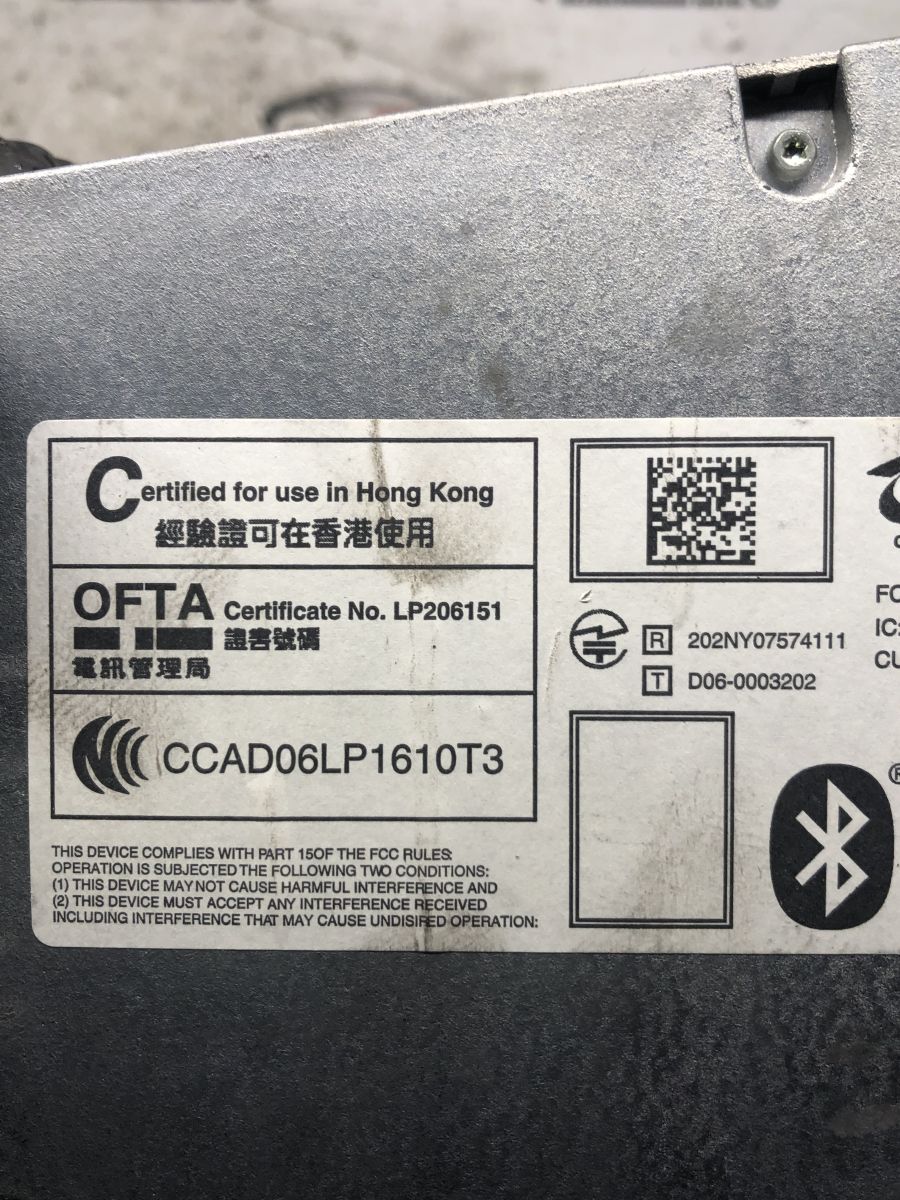 Certified for use in Hong Kong
經驗證可在香港使用
OFTA Certificate No. LP206151
證書號碼
電訊管理局
CCAD06LP1610T3
THIS DEVICE COMPLIES WITH PART 15OF THE FCC RULES:
OPERATION IS SUBJECTED THE FOLLOWING TWO CONDITIONS:
(1) THIS DEVICE MAY NOT CAUSE HARMFUL INTERFERENCE AND
(2) THIS DEVICE MUST ACCEPT ANY INTERFERENCE RECEIVED
INCLUDING INTERFERENCE THAT MAY CAUSE UNDISIRED OPERATION:
R 202NY07574111
T D06-0003202
FC
IC:
CU